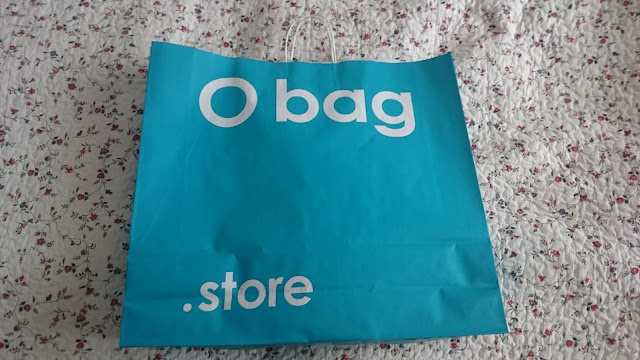 O bag
.store